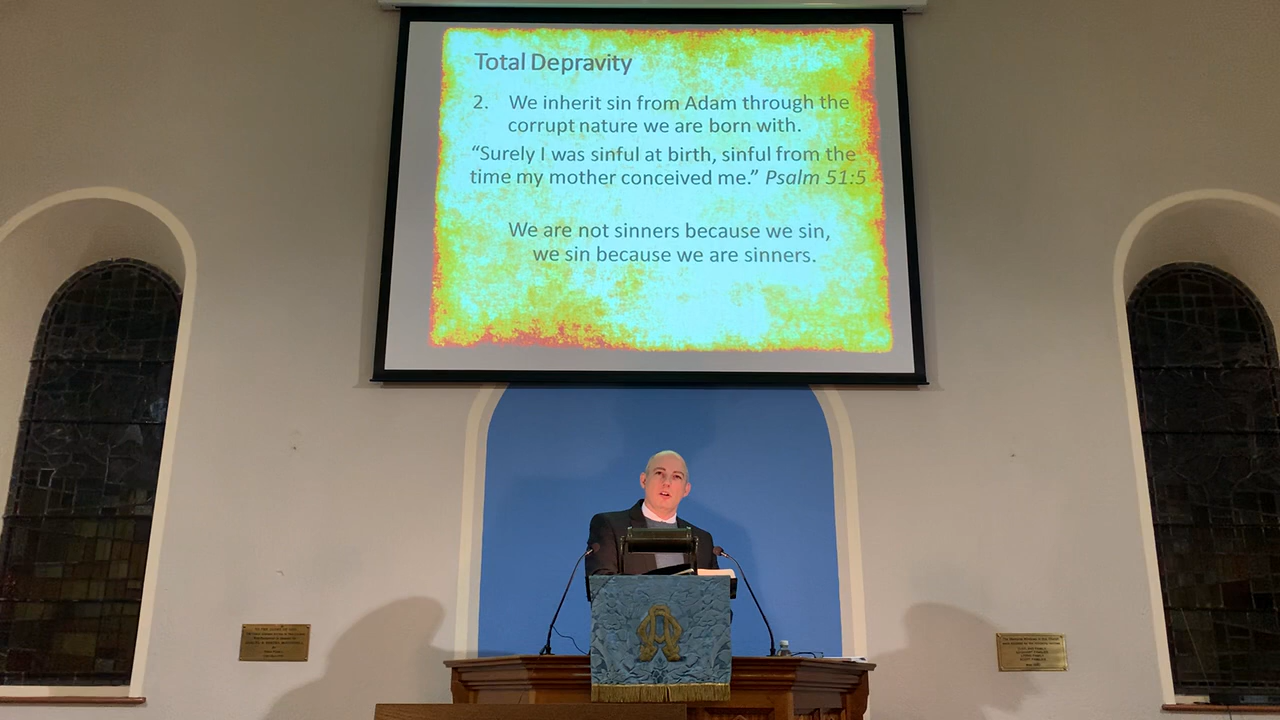 Total Depravity
2. We inherit sin from Adam through the
corrupt nature we are born with.
“Surely I was sinful at birth, sinful from the
time my mother conceived me.” Psalm 51:5
We are not sinners because we sin,
we sin because we are sinners.